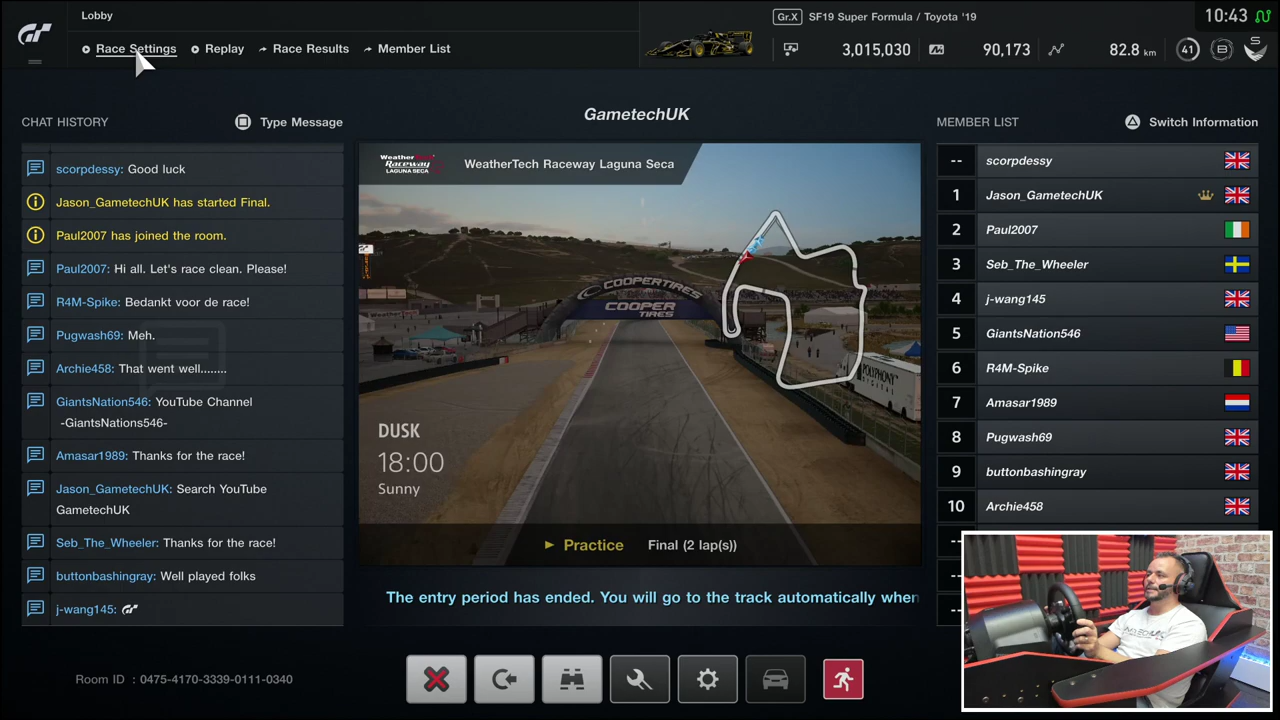 Lobby
Race Settings
Replay
Race Results
Member List
Gr.X
SF19 Super Formula / Toyota '19
10:43
3,015,030
90,173
82.8 km
41
B
S
CHAT HISTORY
Type Message
scorpdessy: Good luck
Jason_GametechUK has started Final.
Paul2007 has joined the room.
Paul2007: Hi all. Let's race clean. Please!
R4M-Spike: Bedankt voor de race!
Pugwash69: Meh.
Archie458: That went well........
GiantsNation546: YouTube Channel
-GiantsNations546-
Amasar1989: Thanks for the race!
Jason_GametechUK: Search YouTube
GametechUK
Seb_The_Wheeler: Thanks for the race!
buttonbashingray: Well played folks
j-wang145:
GametechUK
WeatherTech
Raceway
LAGUNA SECA
WeatherTech Raceway Laguna Seca
COOPERTIRES
COOPER
TIRES
POLYPHONY
DUSK
18:00
Sunny
Practice
Final (2 lap(s))
The entry period has ended. You will go to the track automatically when
MEMBER LIST
Switch Information
-- scorpdessy
1 Jason_GametechUK
2 Paul2007
3 Seb_The_Wheeler
4 j-wang145
5 GiantsNation546
6 R4M-Spike
7 Amasar1989
8 Pugwash69
9 buttonbashingray
10 Archie458
--
--
--
Room ID : 0475-4170-3339-0111-0340